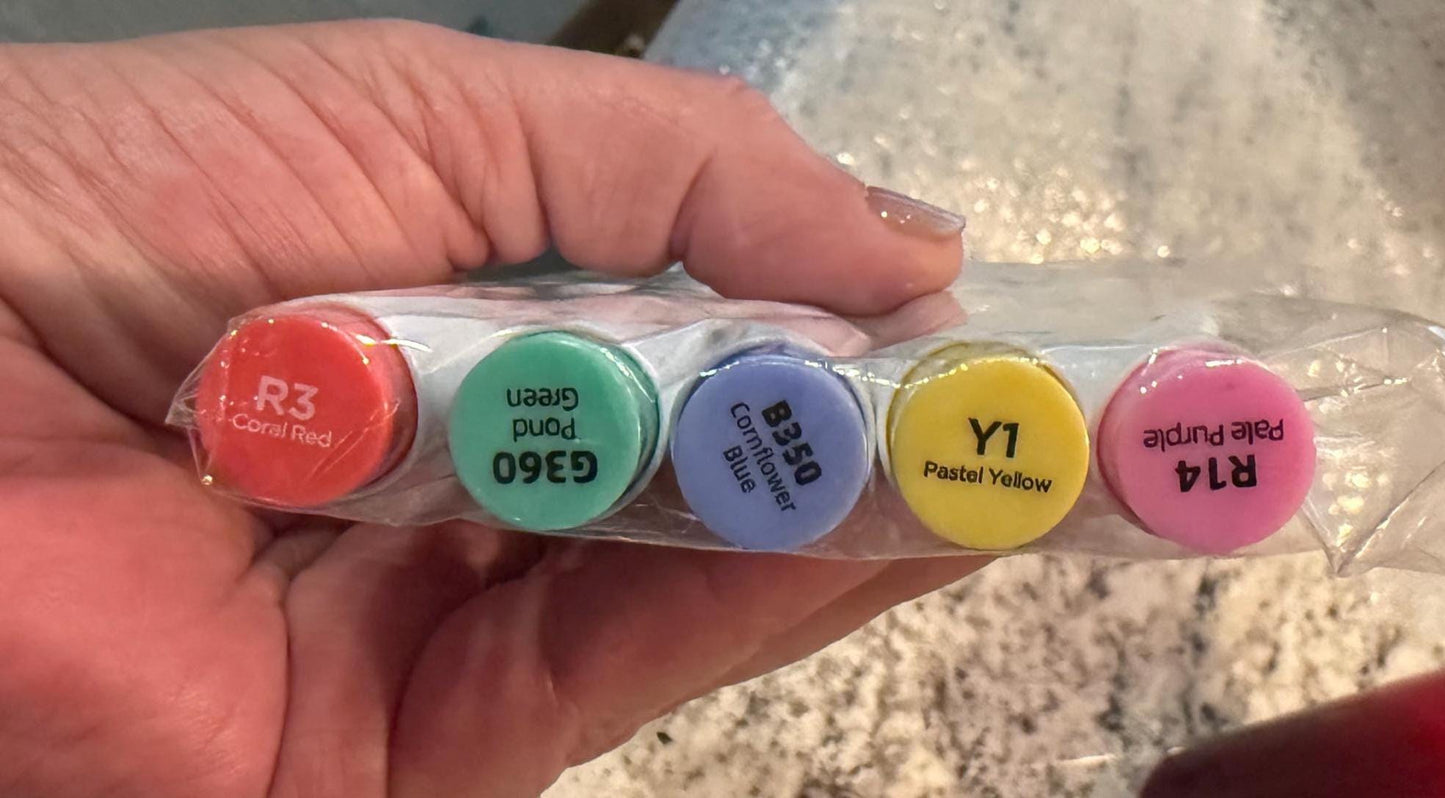 R3
Coral Red
G360
Pond
Green
B350
Cornflower
Blue
Y1
Pastel Yellow
R14
Pale Purple